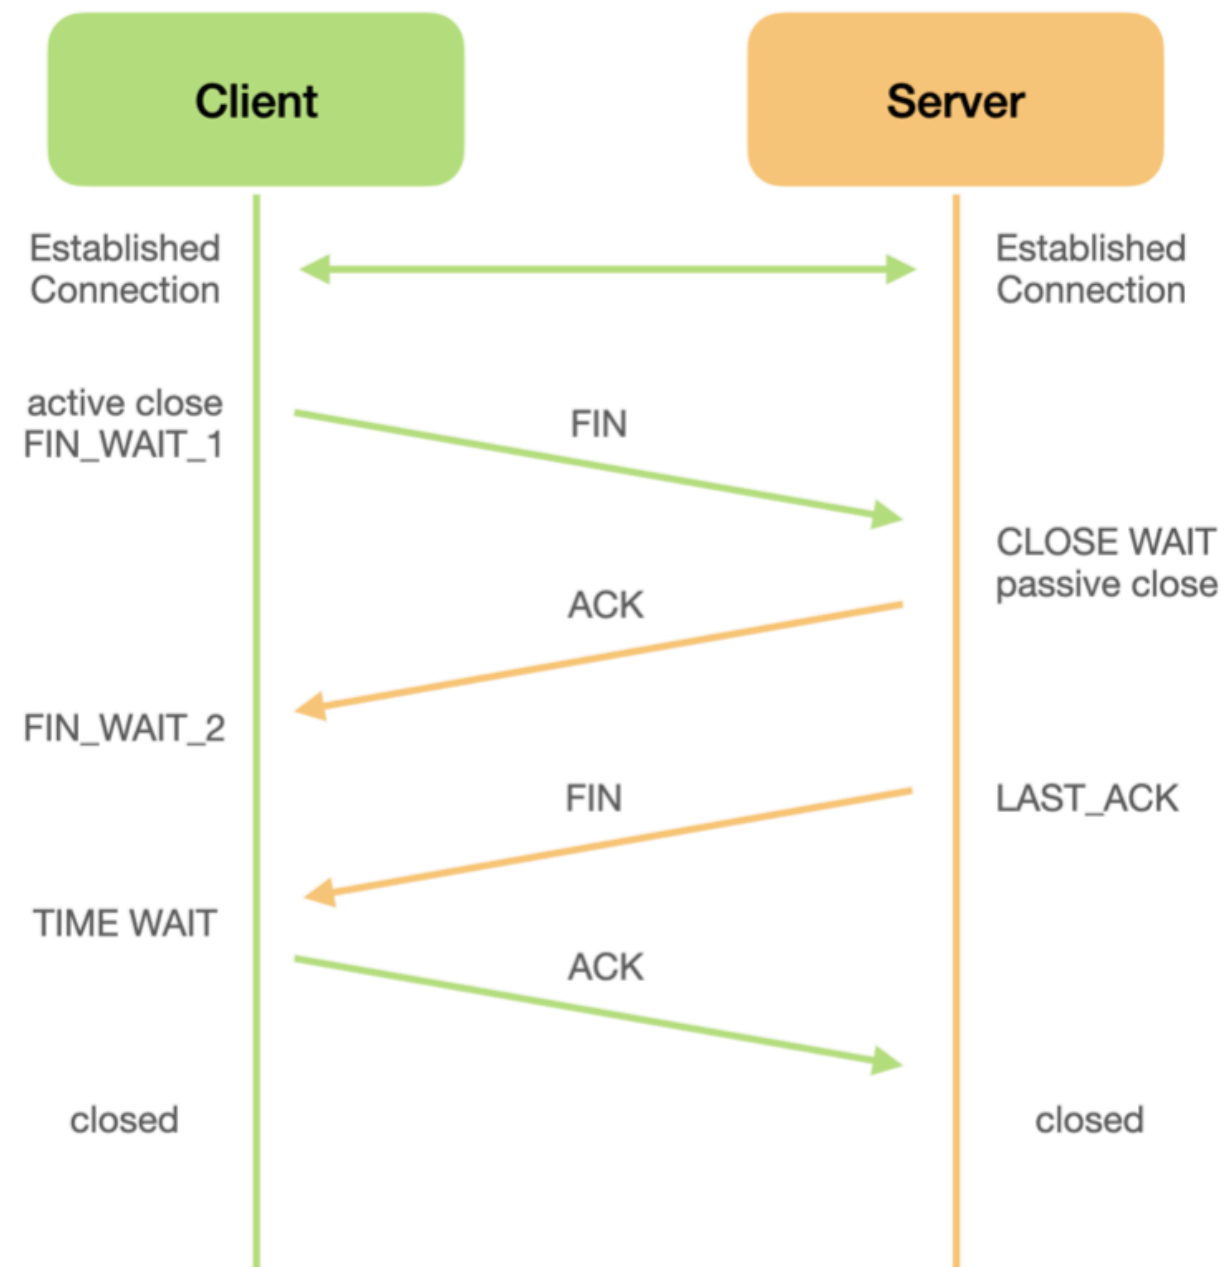 Client
Server
Established
Connection
Established
Connection
active close
FIN_WAIT_1
FIN
CLOSE WAIT
passive close
ACK
FIN_WAIT_2
FIN
LAST_ACK
TIME WAIT
ACK
closed
closed